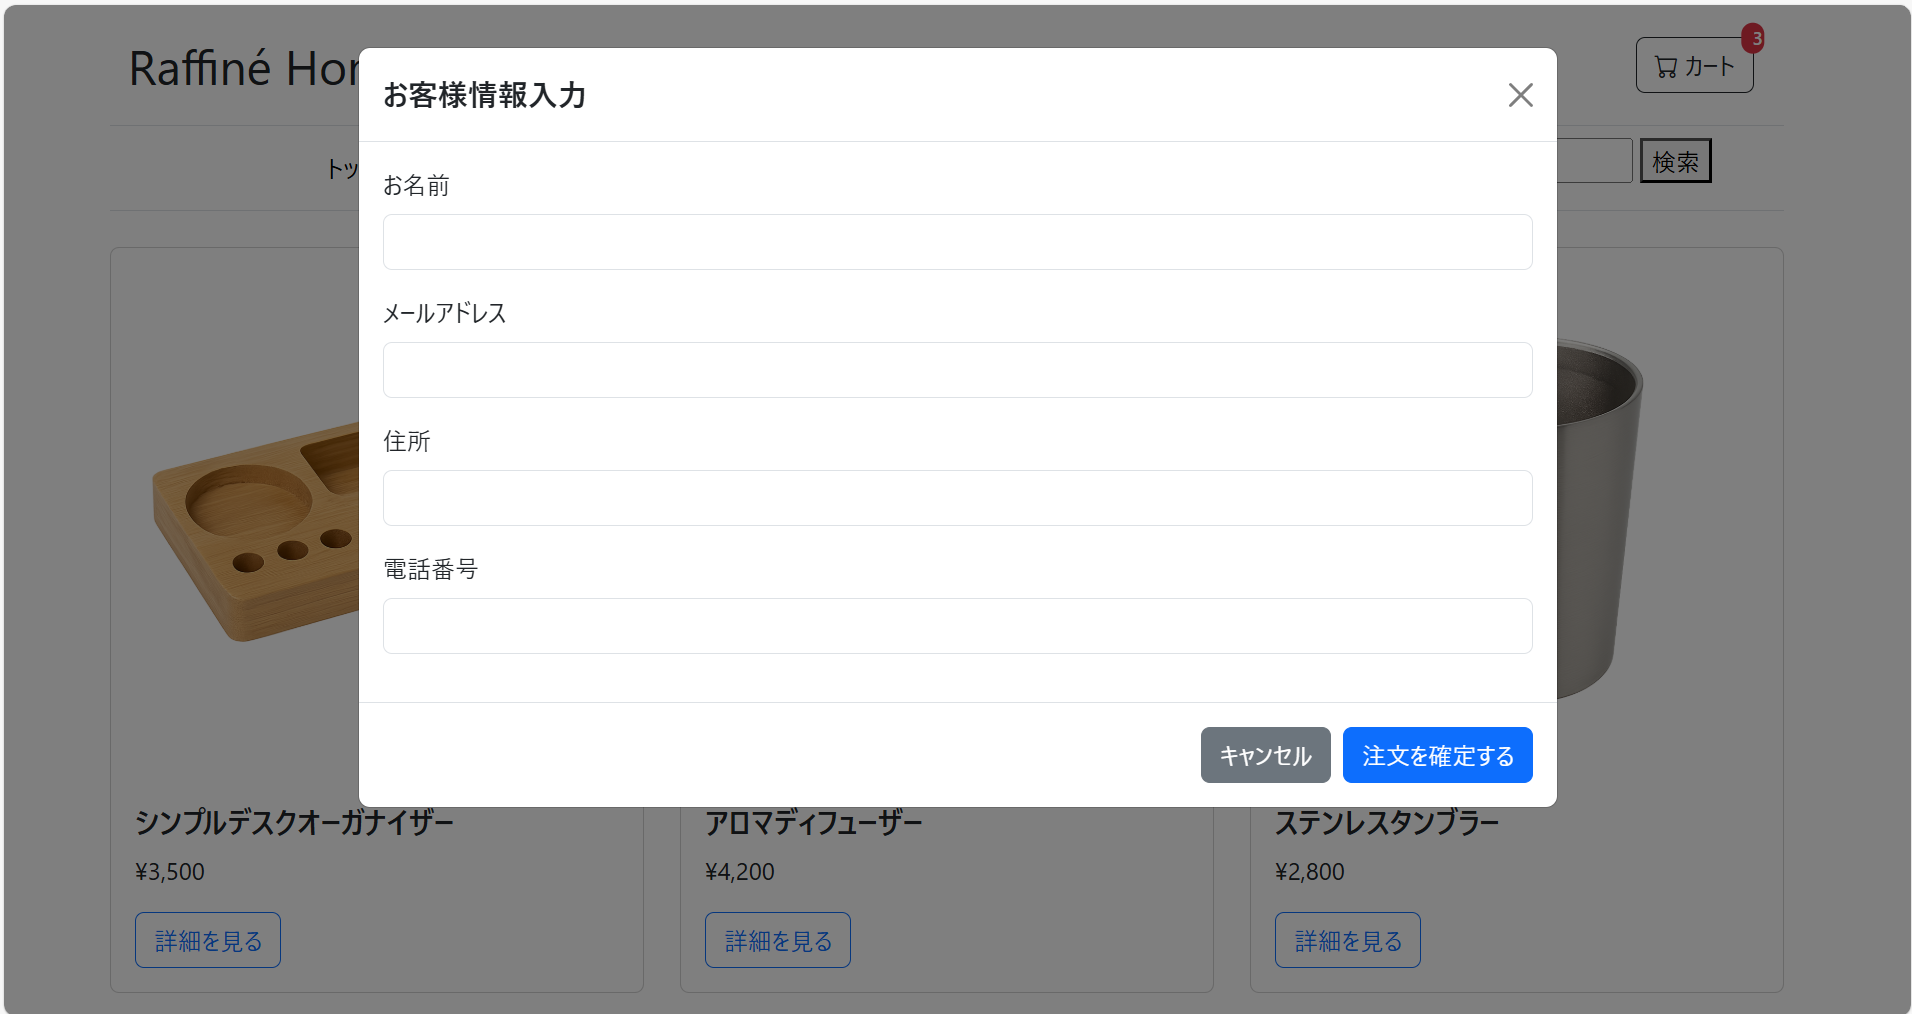 Raffiné Hor
3
カート
トッ
検索
お客様情報入力
お名前
メールアドレス
住所
電話番号
キャンセル
注文を確定する
シンプルデスクオーガナイザー
¥3,500
詳細を見る
アロマディフューザー
¥4,200
詳細を見る
ステンレスタンブラー
¥2,800
詳細を見る